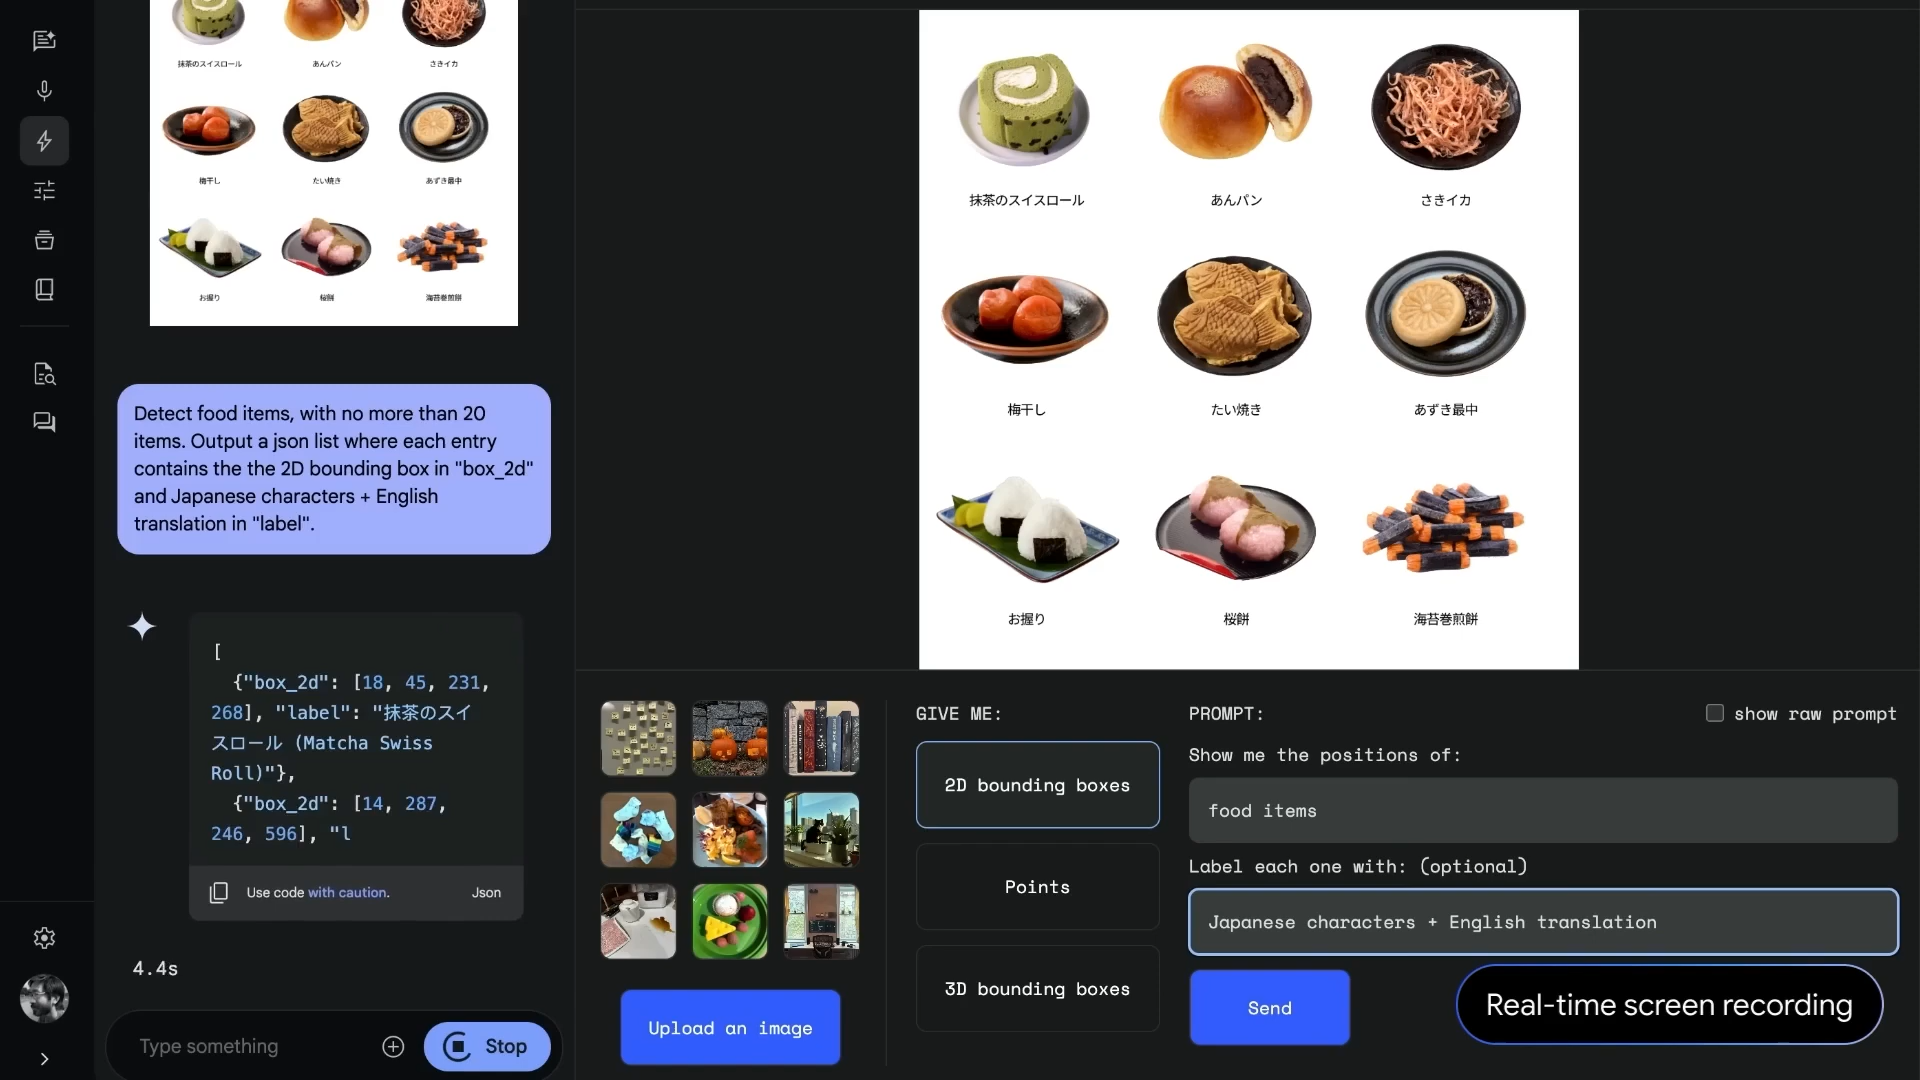 抹茶のスイスロール
あんパン
さきイカ
梅干し
たい焼き
あずき最中
お握り
桜餅
海苔巻煎餅
Detect food items, with no more than 20
items. Output a json list where each entry
contains the the 2D bounding box in "box_2d"
and Japanese characters + English
translation in "label".
[
{"box_2d": [18, 45, 231,
268], "label": "抹茶のスイ
スロール (Matcha Swiss
Roll)"},
{"box_2d": [14, 287,
246, 596], "l
Use code with caution.
Json
4.4s
Type something
Stop
抹茶のスイスロール
あんパン
さきイカ
梅干し
たい焼き
あずき最中
お握り
桜餅
海苔巻煎餅
Upload an image
GIVE ME:
2D bounding boxes
Points
3D bounding boxes
PROMPT:
show raw prompt
Show me the positions of:
food items
Label each one with: (optional)
Japanese characters + English translation
Send
Real-time screen recording